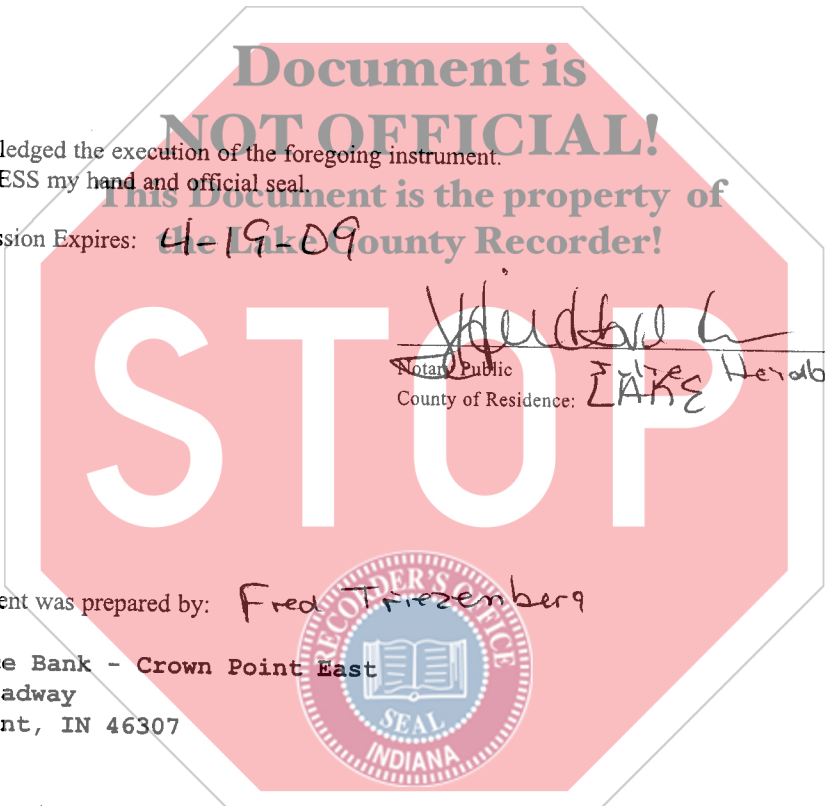 Document is
NOT OFFICIAL!
ledged the execution of the foregoing instrument.
ESS my hand and official seal.
This Document is the property of
the Lake County Recorder!
ssion Expires: 4-19-09
Notary Public
County of Residence: LAKE
STOP
ent was prepared by: Fred Triezenberg
e Bank - Crown Point East
adway
nt, IN 46307
RECORDER'S OFFICE
SEAL
INDIANA